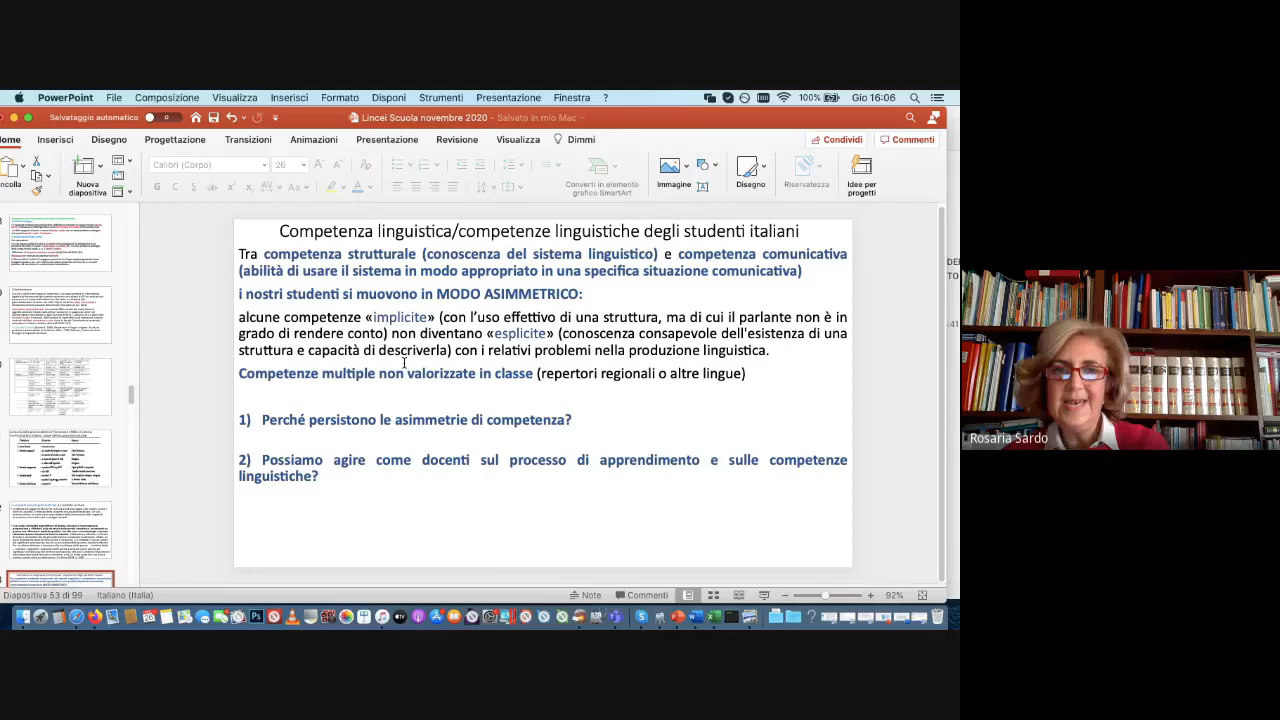 PowerPoint File Composizione Visualizza Inserisci Formato Disponi Strumenti Presentazione Finestra ? 100% Gio 16:06
Salvataggio automatico Lincei Scuola novembre 2020 - Salvato in mio Mac
Home Inserisci Disegno Progettazione Transizioni Animazioni Presentazione Revisione Visualizza Dimmi Condividi Commenti
Calibri (Corpo) 26
Nuova diapositiva
Converti in elemento grafico SmartArt
Immagine
Disegno
Riservatezza
Idee per progetti
Competenza linguistica/competenze linguistiche degli studenti italiani
Tra competenza strutturale (conoscenza del sistema linguistico) e competenza comunicativa
(abilità di usare il sistema in modo appropriato in una specifica situazione comunicativa)
i nostri studenti si muovono in MODO ASIMMETRICO:
alcune competenze «implicite» (controllo effettivo di una struttura, ma di cui il parlante non è in
grado di rendere conto) non diventano «esplicite» (conoscenza consapevole dell'esistenza di una
struttura e capacità di descriverla) con i relativi problemi nella produzione linguistica.
Competenze multiple non valorizzate in classe (repertori regionali o altre lingue)
1) Perché persistono le asimmetrie di competenza?
2) Possiamo agire come docenti sul processo di apprendimento e sulle competenze
linguistiche?
Diapositiva 53 di 99 Italiano (Italia) Note Commenti 92%
Rosaria Sardo